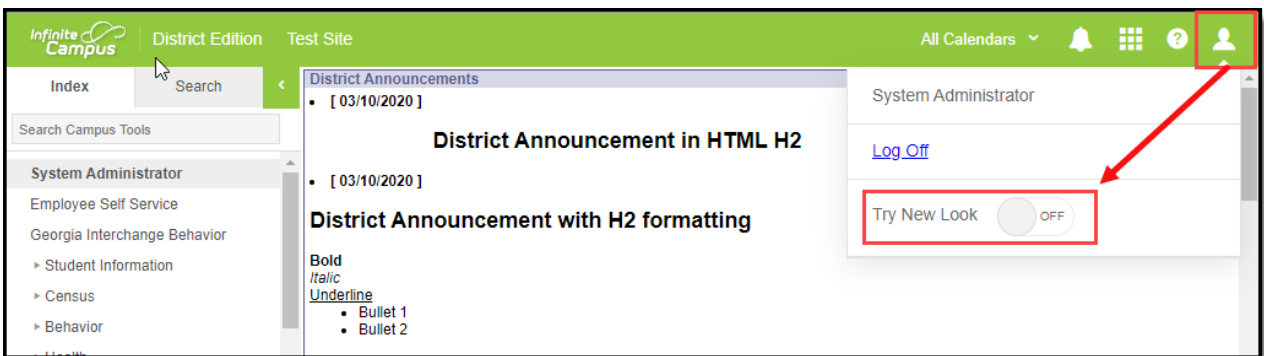 Infinite Campus District Edition Test Site All Calendars ?
Index Search
Search Campus Tools
System Administrator
Employee Self Service
Georgia Interchange Behavior
Student Information
Census
Behavior
Health
District Announcements
• [ 03/10/2020 ]
District Announcement in HTML H2
• [ 03/10/2020 ]
District Announcement with H2 formatting
Bold
Italic
Underline
• Bullet 1
• Bullet 2
System Administrator
Log Off
Try New Look OFF